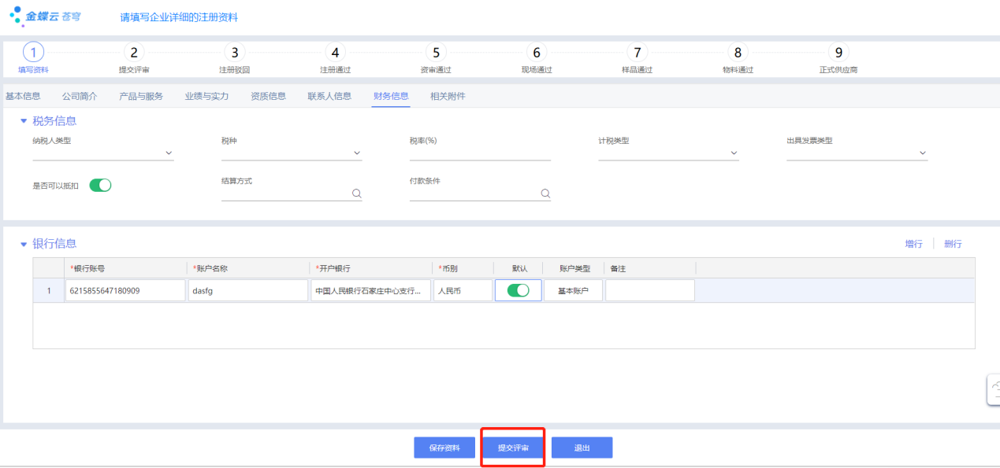 金蝶云 苍穹 请填写企业详细的注册资料
1 2 3 4 5 6 7 8 9
填写资料 提交评审 注册驳回 注册通过 资审通过 现场通过 样品通过 物料通过 正式供应商
基本信息 公司简介 产品与服务 业绩与实力 资质信息 联系人信息 财务信息 相关附件
税务信息
纳税人类型 税种 税率(%) 计税类型 出具发票类型
是否可以抵扣 结算方式 付款条件
银行信息 增行 删行
*银行账号 *账户名称 *开户银行 *币别 默认 账户类型 备注
1 6215855647180909 dasfg 中国人民银行石家庄中心支行... 人民币 基本账户
保存资料 提交评审 退出